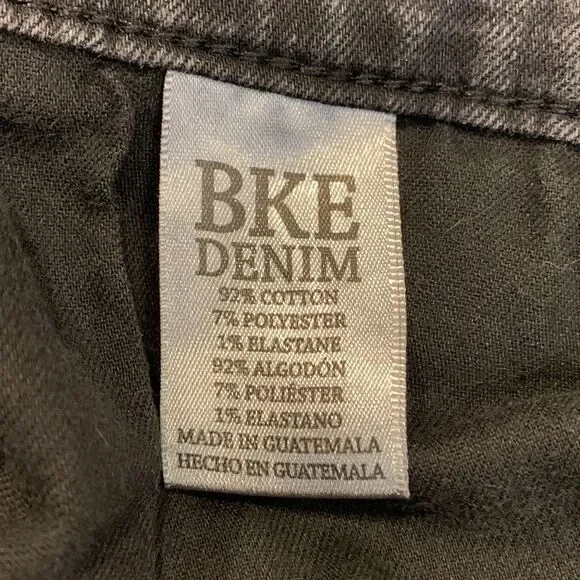 BKE
DENIM
92% COTTON
7% POLYESTER
1% ELASTANE
92% ALGODÓN
7% POLIÉSTER
1% ELASTANO
MADE IN GUATEMALA
HECHO EN GUATEMALA